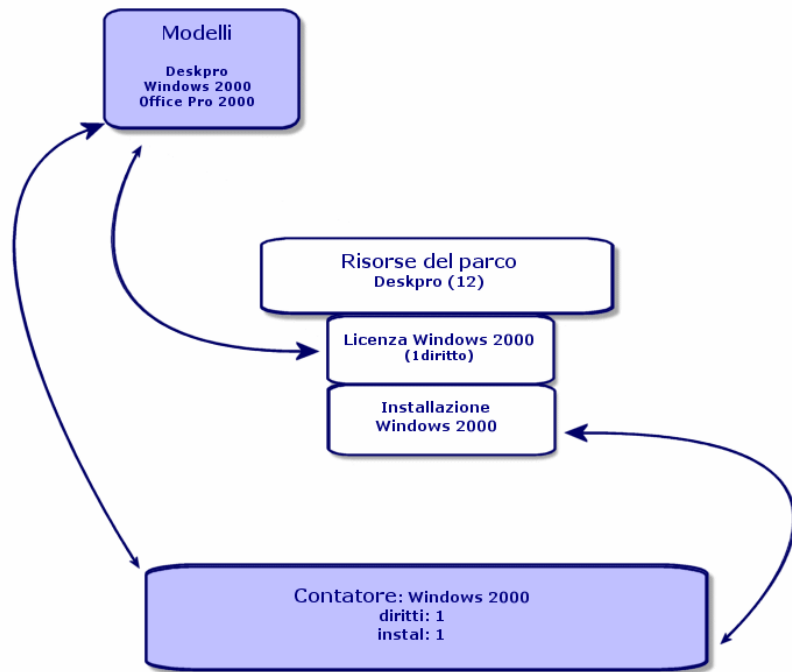 Modelli
Deskpro
Windows 2000
Office Pro 2000
Risorse del parco
Deskpro (12)
Licenza Windows 2000
(1diritto)
Installazione
Windows 2000
Contatore: Windows 2000
diritti: 1
instal: 1